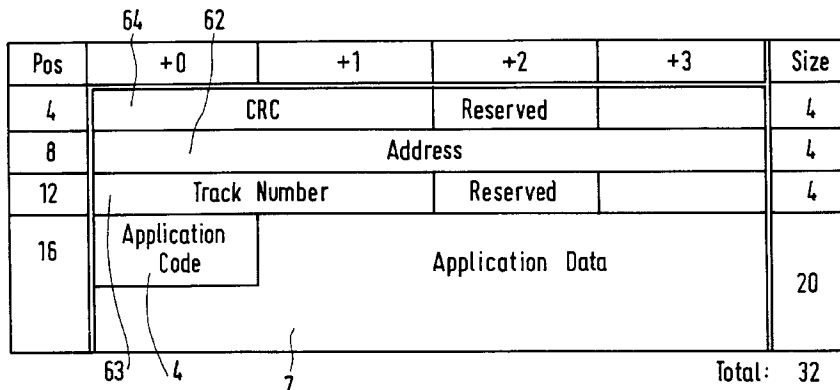 64 62
Pos +0 +1 +2 +3 Size
4 CRC Reserved 4
8 Address 4
12 Track Number Reserved 4
16 Application Code Application Data 20
63 4 7
Total: 32